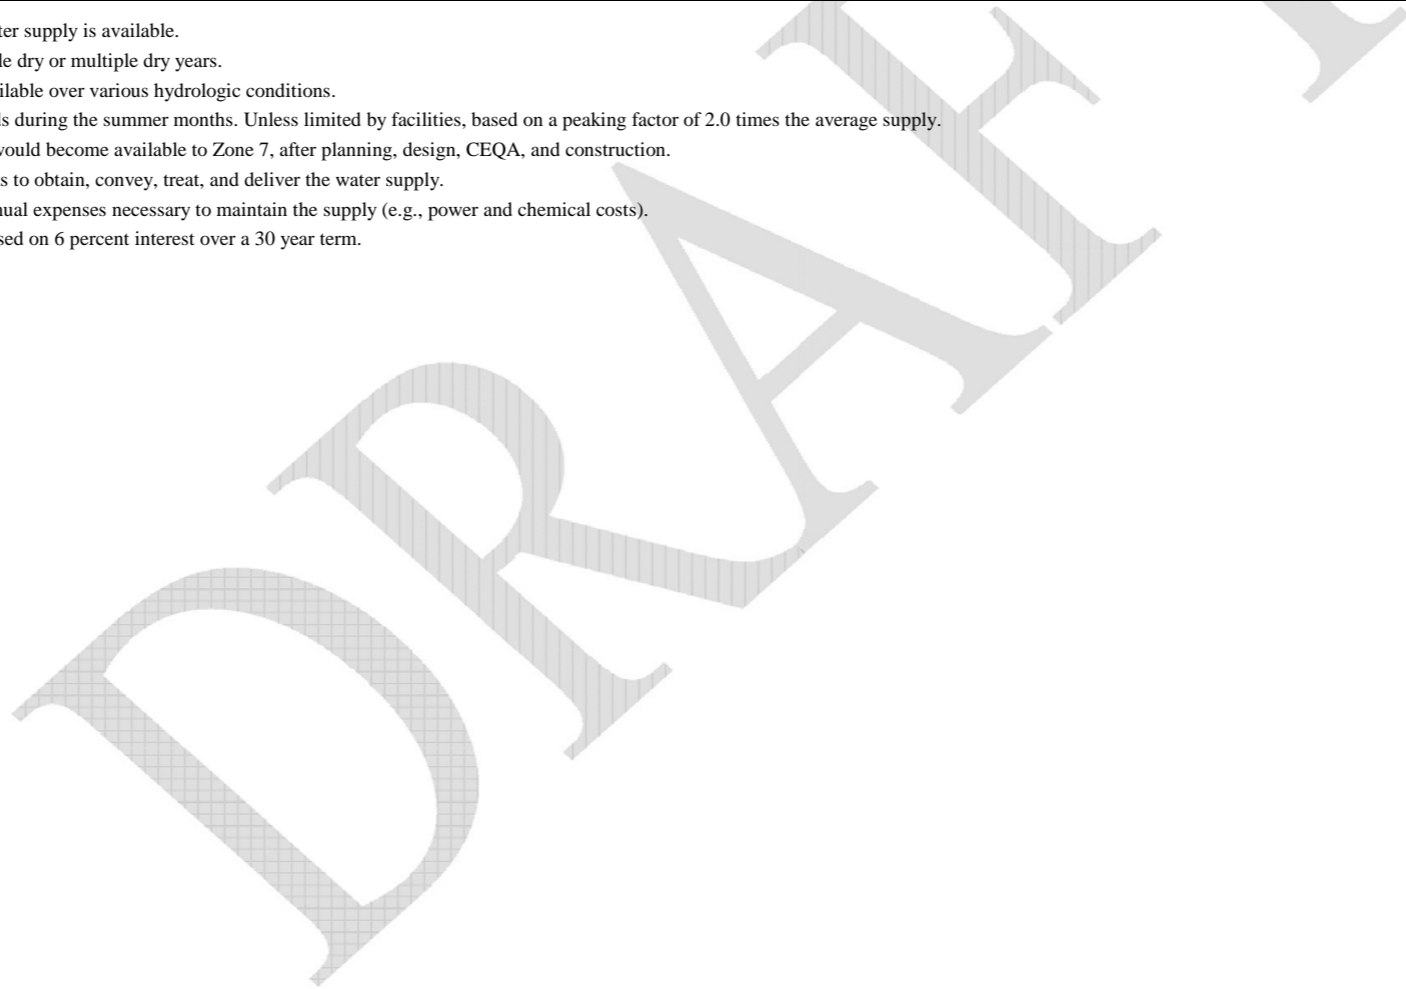 ter supply is available.
le dry or multiple dry years.
ilable over various hydrologic conditions.
ls during the summer months. Unless limited by facilities, based on a peaking factor of 2.0 times the average supply.
would become available to Zone 7, after planning, design, CEQA, and construction.
s to obtain, convey, treat, and deliver the water supply.
nual expenses necessary to maintain the supply (e.g., power and chemical costs).
sed on 6 percent interest over a 30 year term.
DRAFT